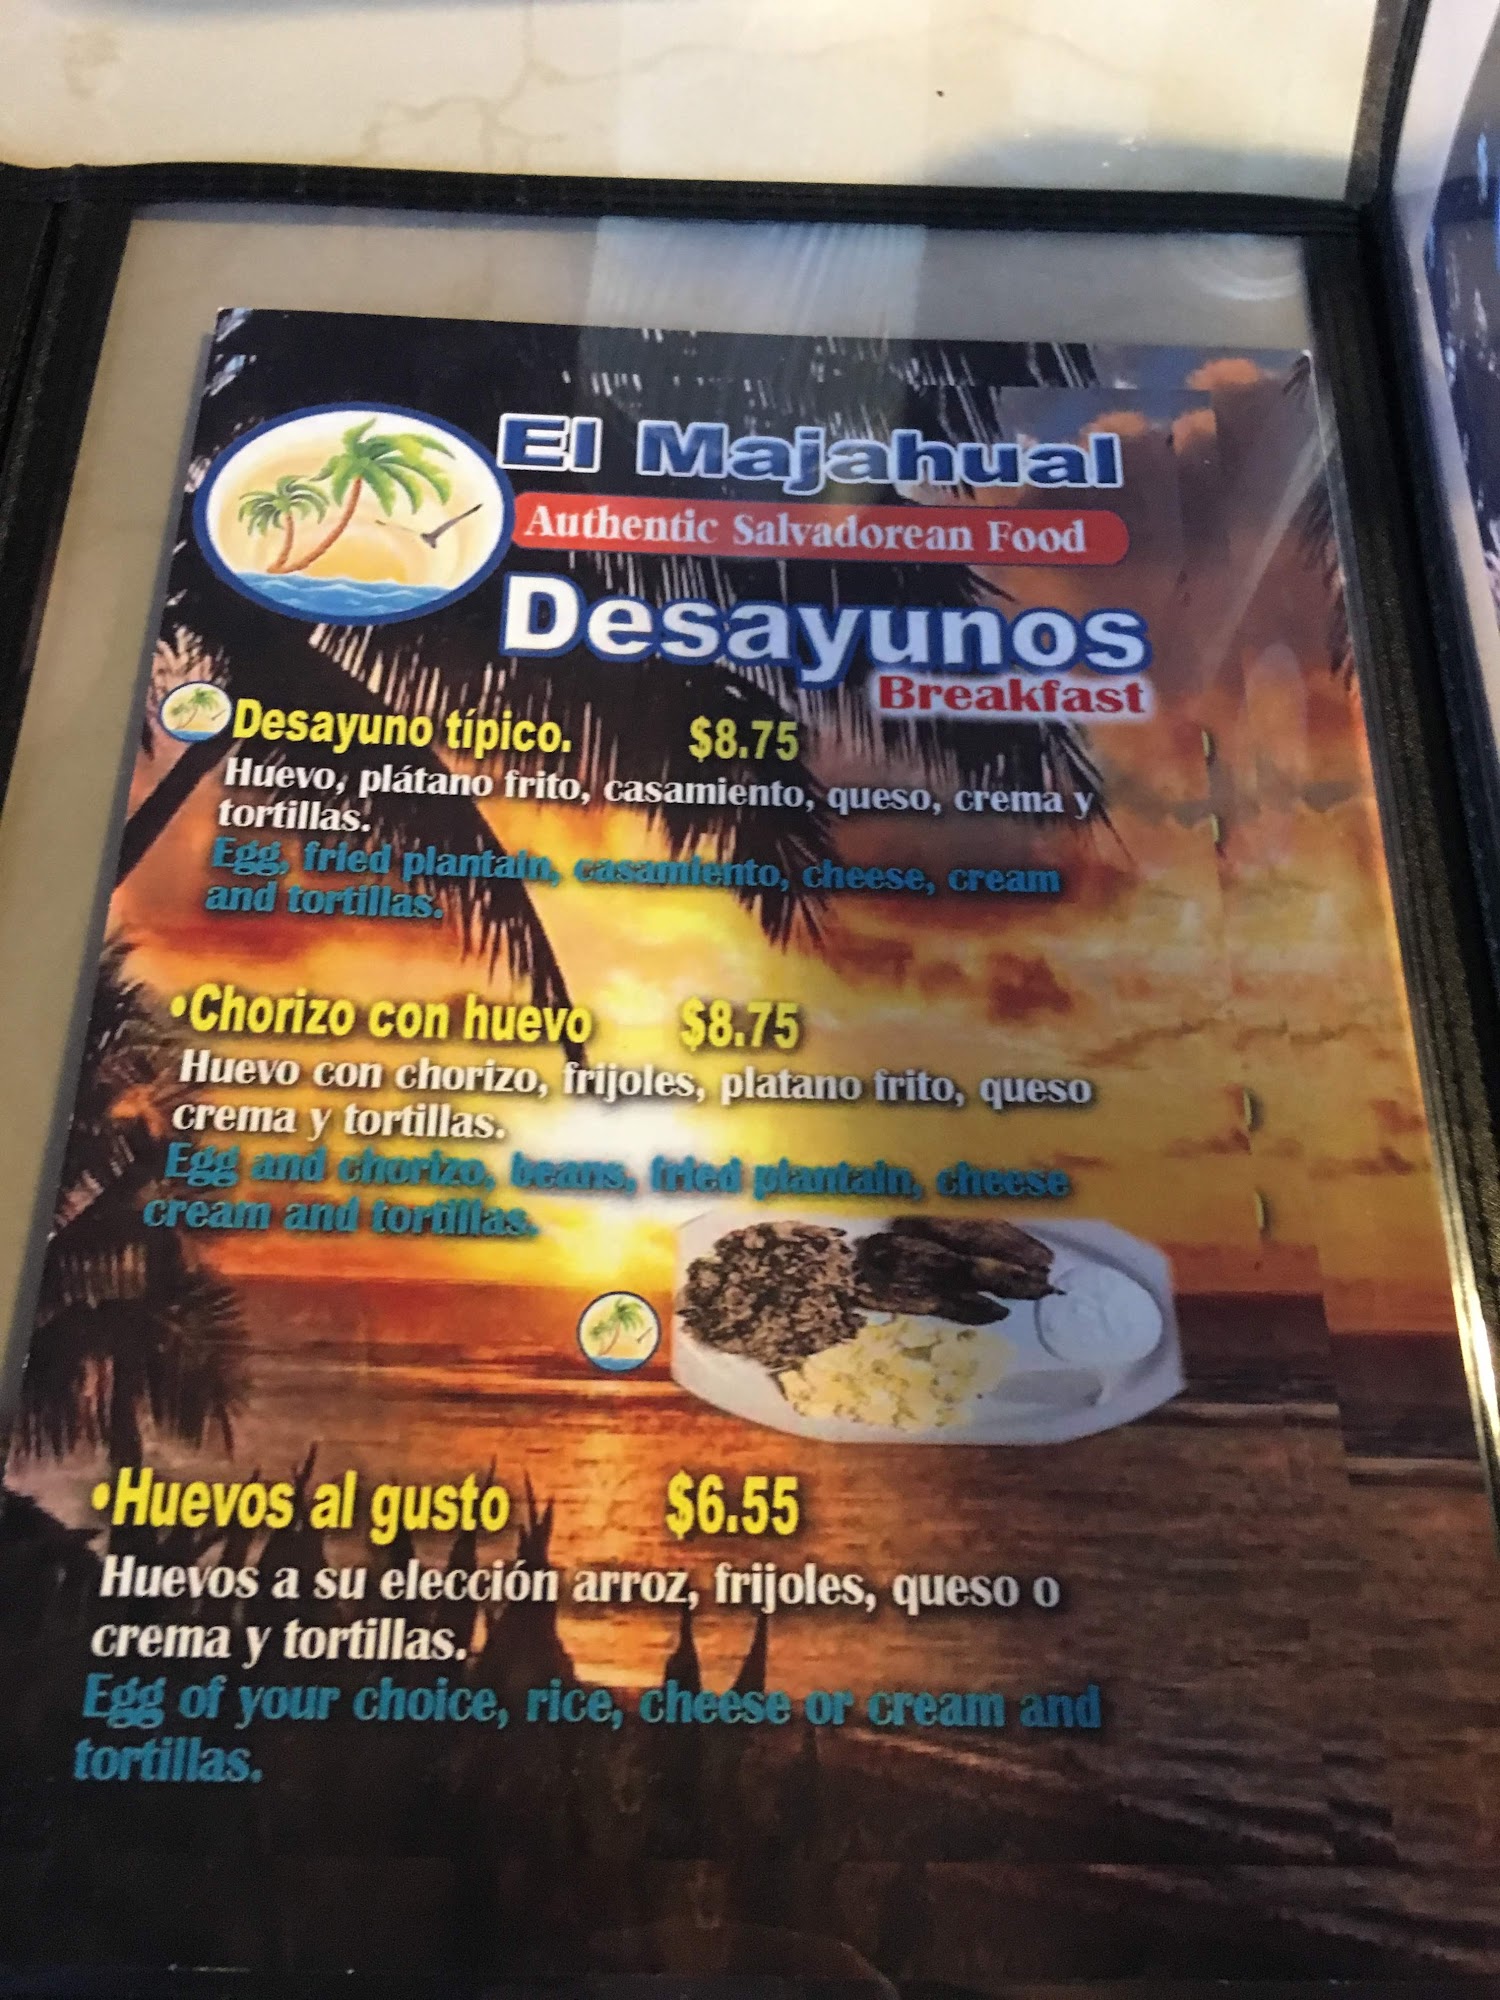 El Majahual
Authentic Salvadorean Food
Desayunos
Breakfast
Desayuno típico. $8.75
Huevo, plátano frito, casamiento, queso, crema y
tortillas.
Egg, fried plantain, casamiento, cheese, cream
and tortillas.
•Chorizo con huevo $8.75
Huevo con chorizo, frijoles, platano frito, queso
crema y tortillas.
Egg and chorizo, beans, fried plantain, cheese
cream and tortillas.
•Huevos al gusto $6.55
Huevos a su elección arroz, frijoles, queso o
crema y tortillas.
Egg of your choice, rice, cheese or cream and
tortillas.